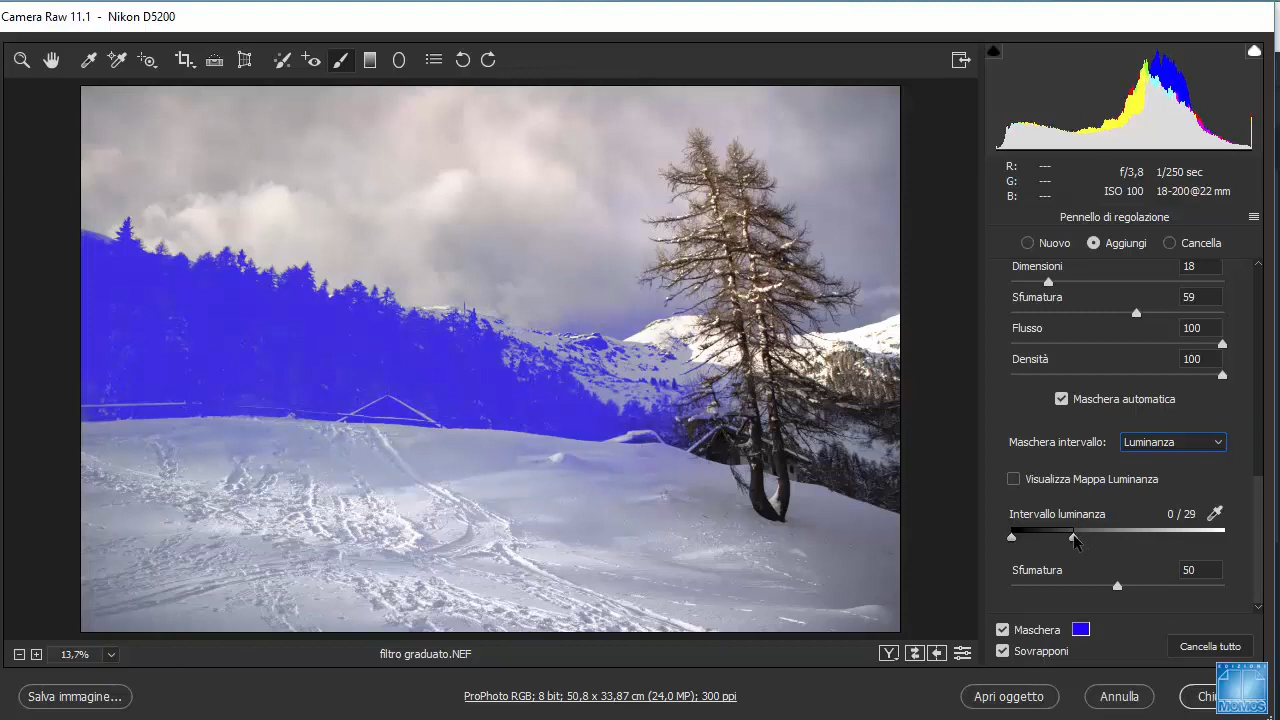 Camera Raw 11.1 - Nikon D5200
R: ---
G: ---
B: ---
f/3,8 1/250 sec
ISO 100 18-200@22 mm
Pennello di regolazione
Nuovo Aggiungi Cancella
Dimensioni 18
Sfumatura 59
Flusso 100
Densità 100
Maschera automatica
Maschera intervallo: Luminanza
Visualizza Mappa Luminanza
Intervallo luminanza 0 / 29
Sfumatura 50
Maschera
Sovrapponi
Cancella tutto
13,7%
filtro graduato.NEF
Y
Salva immagine...
ProPhoto RGB; 8 bit; 50,8 x 33,87 cm (24,0 MP); 300 ppi
Apri oggetto
Annulla
EDIZIONI
MOMOS